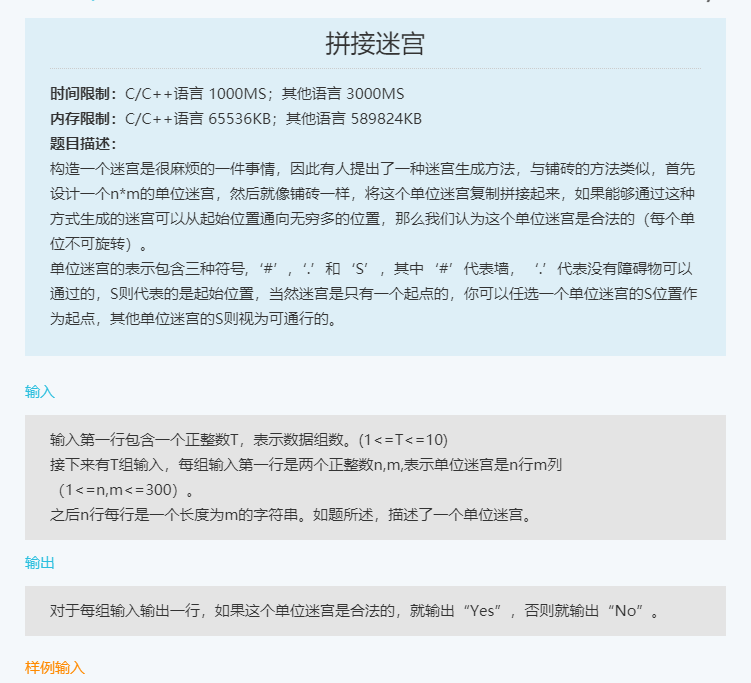 拼接迷宫
时间限制：C/C++语言 1000MS；其他语言 3000MS
内存限制：C/C++语言 65536KB；其他语言 589824KB
题目描述：
构造一个迷宫是很麻烦的一件事情，因此有人提出了一种迷宫生成方法，与铺砖的方法类似，首先
设计一个n*m的单位迷宫，然后就像铺砖一样，将这个单位迷宫复制拼接起来，如果能够通过这种
方式生成的迷宫可以从起始位置通向无穷多的位置，那么我们认为这个单位迷宫是合法的（每个单
位不可旋转）。
单位迷宫的表示包含三种符号,‘#’,‘.’和‘S’，其中‘#’代表墙，‘.’代表没有障碍物可以
通过的，S则代表的是起始位置，当然迷宫是只有一个起点的，你可以任选一个单位迷宫的S位置作
为起点，其他单位迷宫的S则视为可通行的。
输入
输入第一行包含一个正整数T，表示数据组数。(1<=T<=10)
接下来有T组输入，每组输入第一行是两个正整数n,m,表示单位迷宫是n行m列
（1<=n,m<=300）。
之后n行每行是一个长度为m的字符串。如题所述，描述了一个单位迷宫。
输出
对于每组输入输出一行，如果这个单位迷宫是合法的，就输出“Yes”，否则就输出“No”。
样例输入